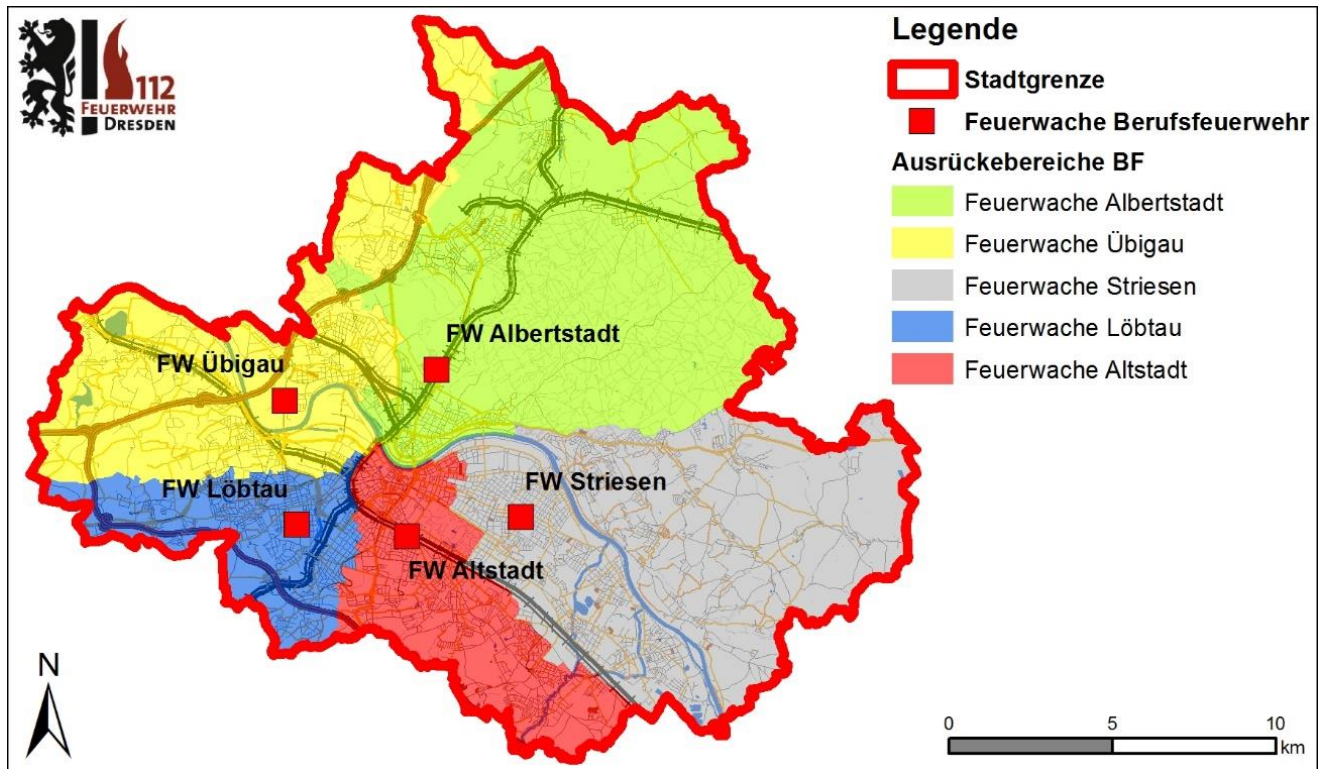 112
FEUERWEHR
DRESDEN
Legende
Stadtgrenze
Feuerwache Berufsfeuerwehr
Ausrückebereiche BF
Feuerwache Albertstadt
Feuerwache Übigau
Feuerwache Striesen
Feuerwache Löbtau
Feuerwache Altstadt
FW Albertstadt
FW Übigau
FW Löbtau
FW Striesen
FW Altstadt
N
0 5 10
km